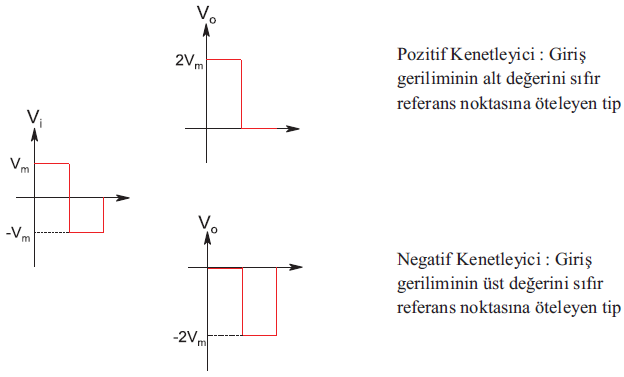 Vo
2Vm
Pozitif Kenetleyici : Giriş
geriliminin alt değerini sıfır
referans noktasına öteleyen tip
Vi
Vm
-Vm
Vo
-2Vm
Negatif Kenetleyici : Giriş
geriliminin üst değerini sıfır
referans noktasına öteleyen tip